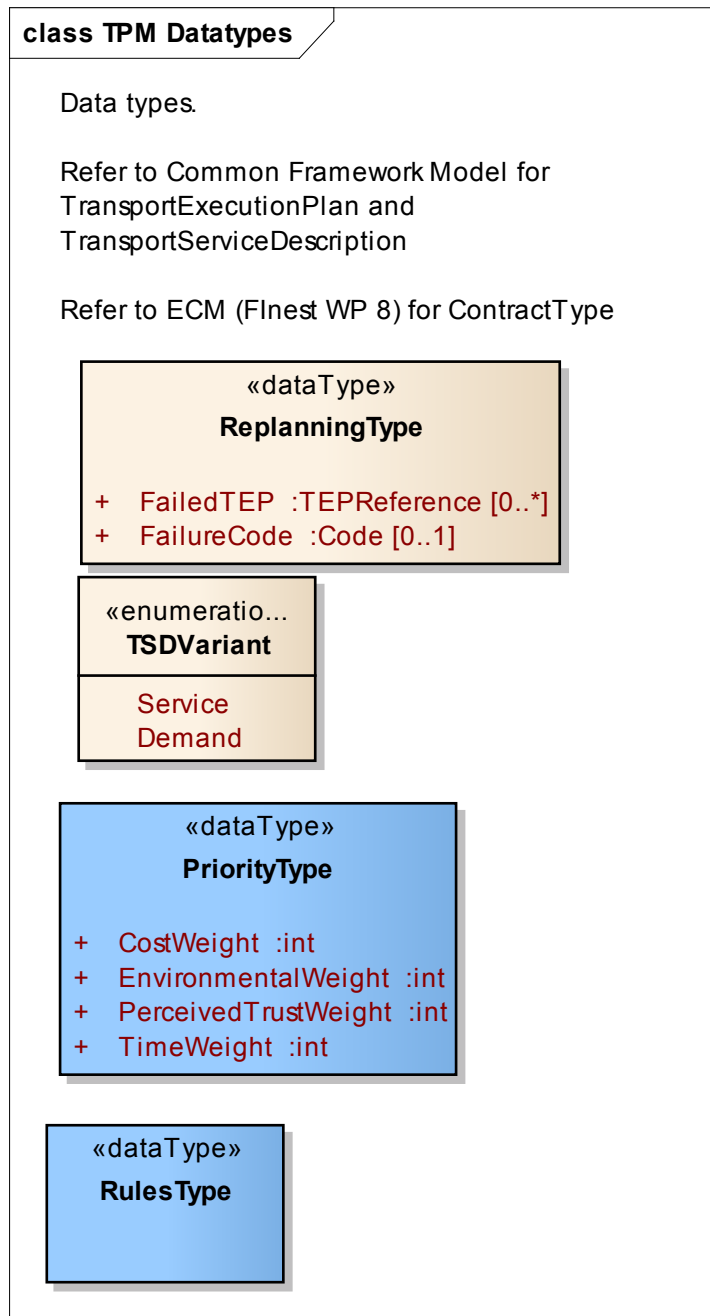 class TPM Datatypes
Data types.
Refer to Common Framework Model for
TransportExecutionPlan and
TransportServiceDescription
Refer to ECM (FInest WP 8) for ContractType
«dataType»
ReplanningType
+ FailedTEP :TEPReference [0..*]
+ FailureCode :Code [0..1]
«enumeratio...
TSDVariant
Service
Demand
«dataType»
PriorityType
+ CostWeight :int
+ EnvironmentalWeight :int
+ PerceivedTrustWeight :int
+ TimeWeight :int
«dataType»
RulesType